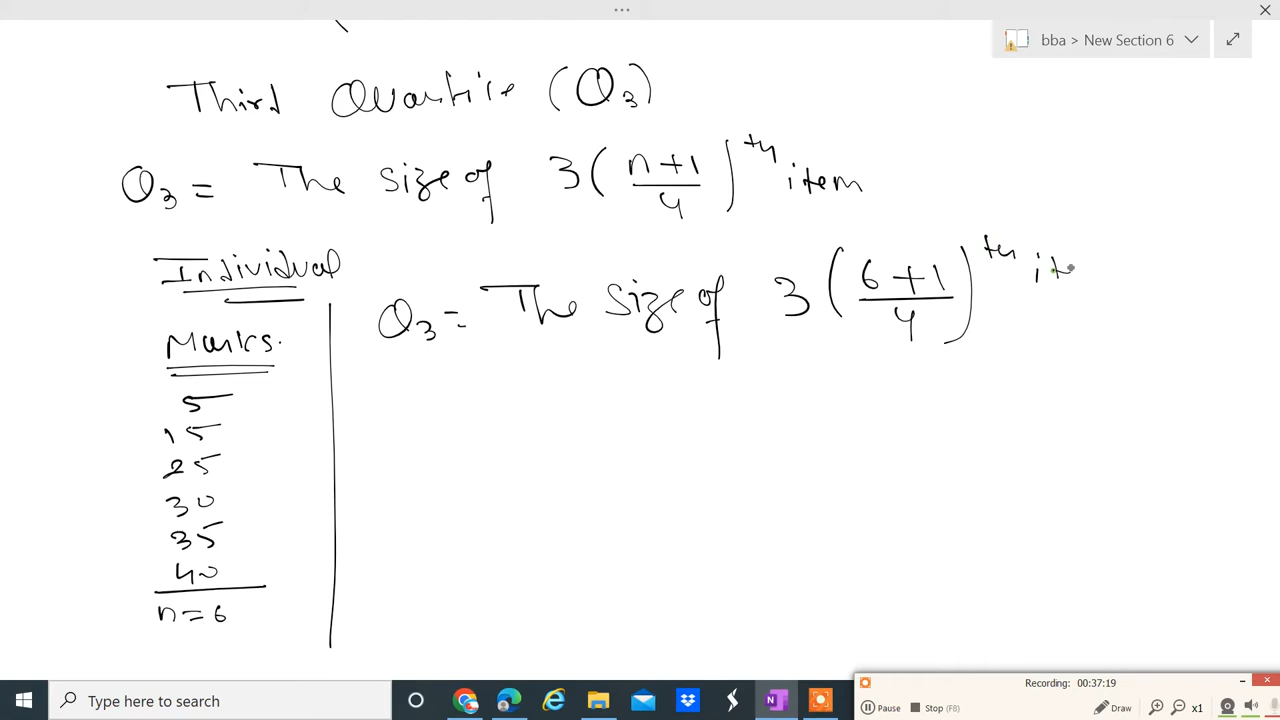 bba > New Section 6
Third Quartile (Q3)
Q3 = The size of 3(n+1/4)th item
Individual
Q3 = The size of 3(6+1/4)th ite
Marks.
5
15
25
30
35
40
n=6
Type here to search
Recording: 00:37:19
Pause Stop (F8) Draw x1